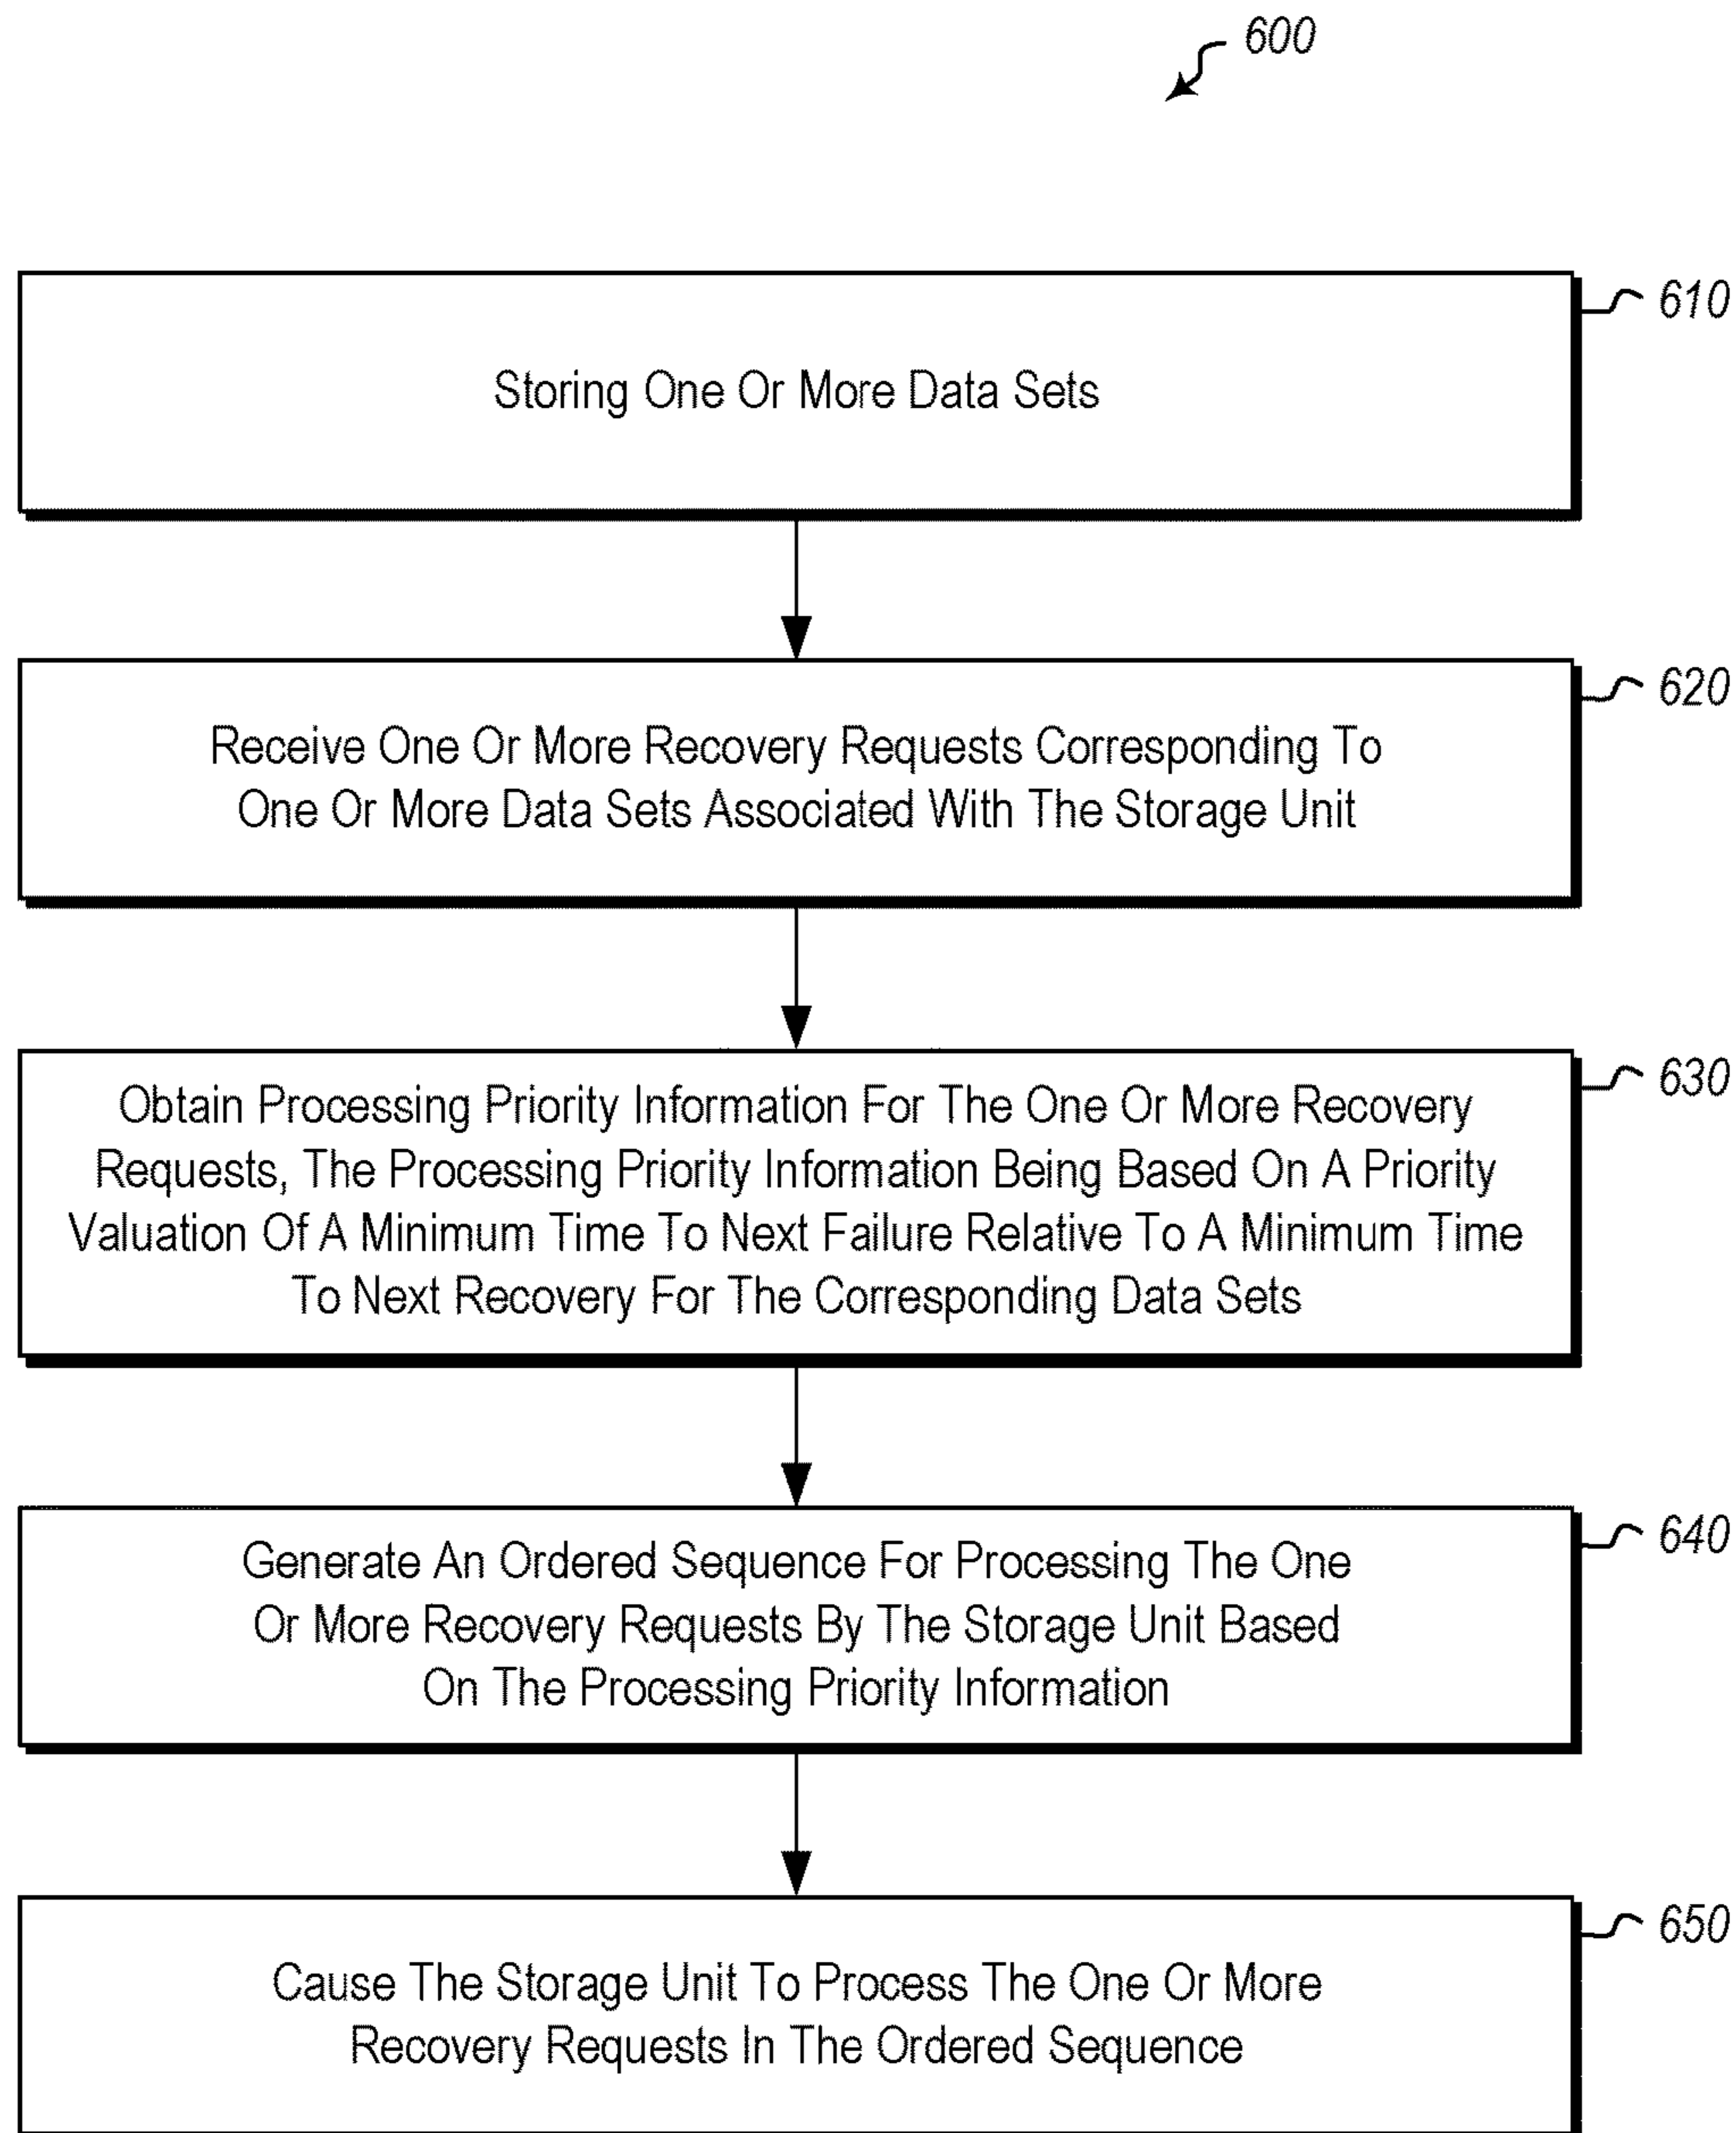 600
610
Storing One Or More Data Sets
620
Receive One Or More Recovery Requests Corresponding To
One Or More Data Sets Associated With The Storage Unit
630
Obtain Processing Priority Information For The One Or More Recovery
Requests, The Processing Priority Information Being Based On A Priority
Valuation Of A Minimum Time To Next Failure Relative To A Minimum Time
To Next Recovery For The Corresponding Data Sets
640
Generate An Ordered Sequence For Processing The One
Or More Recovery Requests By The Storage Unit Based
On The Processing Priority Information
650
Cause The Storage Unit To Process The One Or More
Recovery Requests In The Ordered Sequence